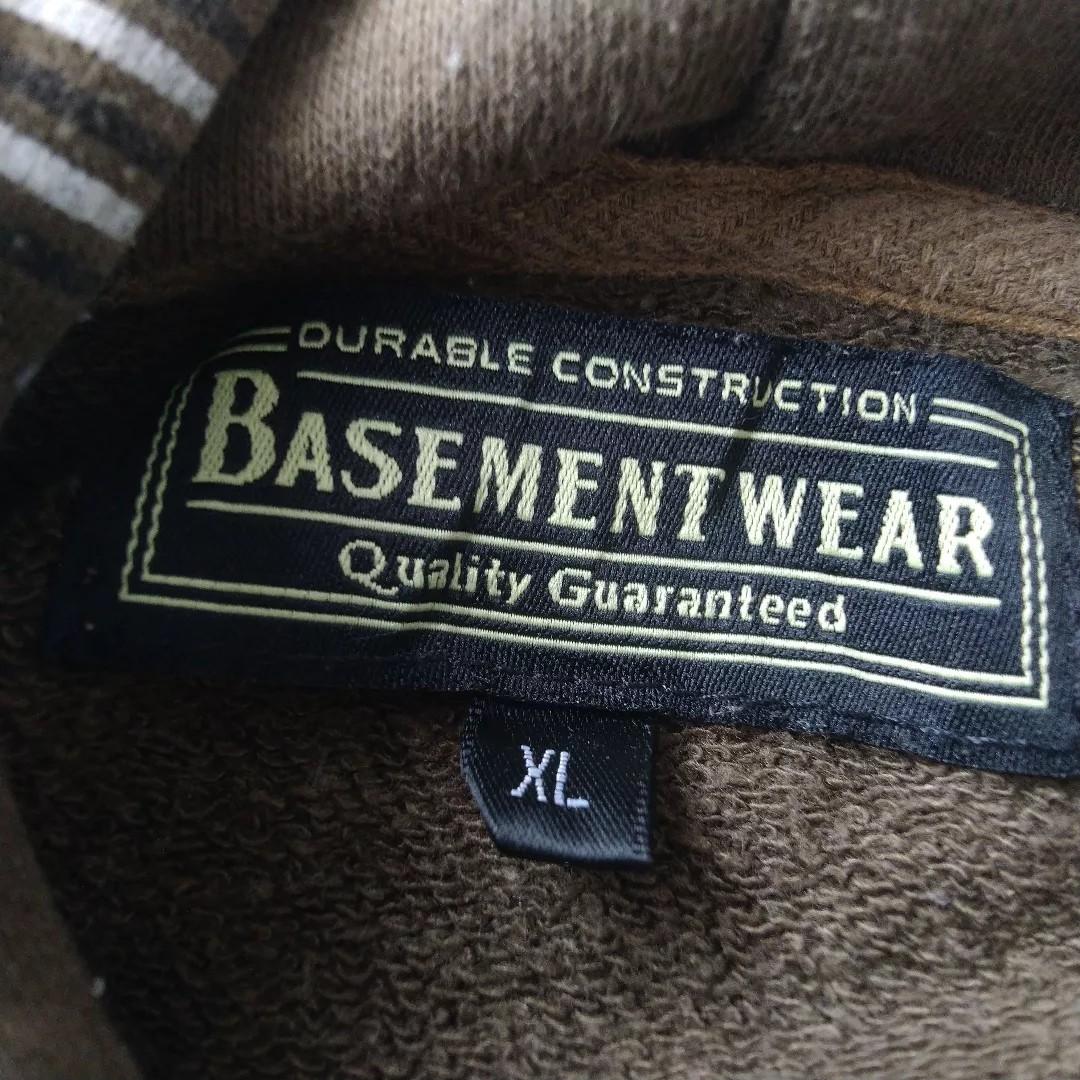 DURABLE CONSTRUCTION
BASEMENTWEAR
Quality Guaranteed
XL